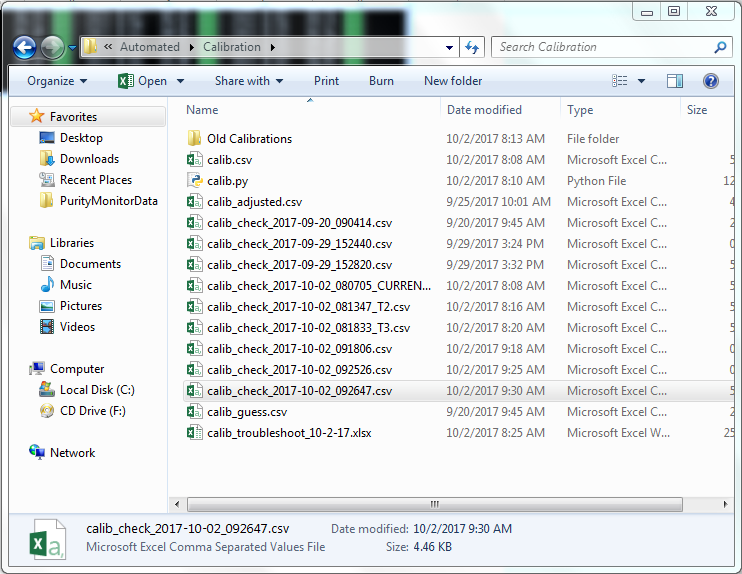 « Automated ▸ Calibration ▸ Search Calibration
Organize Open Share with Print Burn New folder
Favorites
Desktop
Downloads
Recent Places
PurityMonitorData
Libraries
Documents
Music
Pictures
Videos
Computer
Local Disk (C:)
CD Drive (F:)
Network
Name Date modified Type Size
Old Calibrations 10/2/2017 8:13 AM File folder
calib.csv 10/2/2017 8:08 AM Microsoft Excel C... 5
calib.py 10/2/2017 8:10 AM Python File 12
calib_adjusted.csv 9/25/2017 10:01 AM Microsoft Excel C... 4
calib_check_2017-09-20_090414.csv 9/20/2017 9:45 AM Microsoft Excel C... 2
calib_check_2017-09-29_152440.csv 9/29/2017 3:24 PM Microsoft Excel C... 0
calib_check_2017-09-29_152820.csv 9/29/2017 3:32 PM Microsoft Excel C... 5
calib_check_2017-10-02_080705_CURREN... 10/2/2017 8:08 AM Microsoft Excel C... 5
calib_check_2017-10-02_081347_T2.csv 10/2/2017 8:16 AM Microsoft Excel C... 5
calib_check_2017-10-02_081833_T3.csv 10/2/2017 8:20 AM Microsoft Excel C... 5
calib_check_2017-10-02_091806.csv 10/2/2017 9:18 AM Microsoft Excel C... 0
calib_check_2017-10-02_092526.csv 10/2/2017 9:25 AM Microsoft Excel C... 0
calib_check_2017-10-02_092647.csv 10/2/2017 9:30 AM Microsoft Excel C... 5
calib_guess.csv 9/20/2017 9:45 AM Microsoft Excel C... 2
calib_troubleshoot_10-2-17.xlsx 10/2/2017 8:25 AM Microsoft Excel W... 25
calib_check_2017-10-02_092647.csv Date modified: 10/2/2017 9:30 AM
Microsoft Excel Comma Separated Values File Size: 4.46 KB